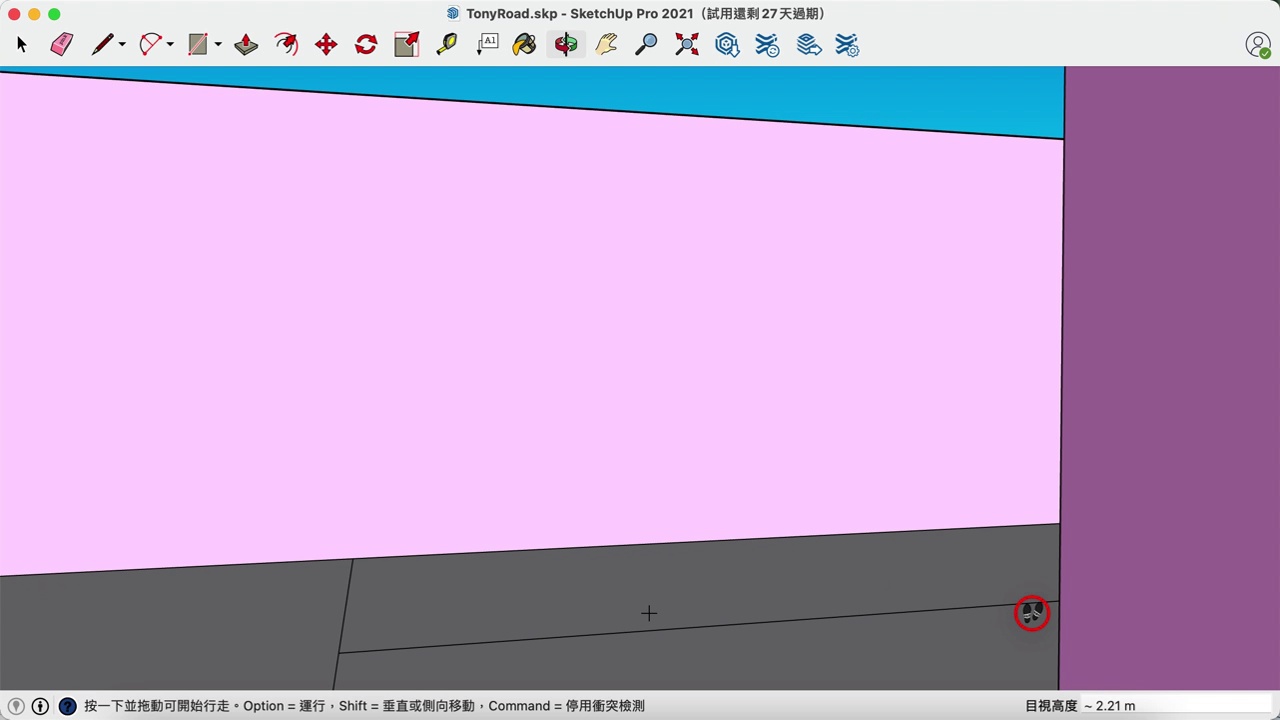 TonyRoad.skp - SketchUp Pro 2021（試用還剩 27 天過期）
A1
按一下並拖動可開始行走。Option = 運行，Shift = 垂直或側向移動，Command = 停用衝突檢測
目視高度 ~ 2.21 m